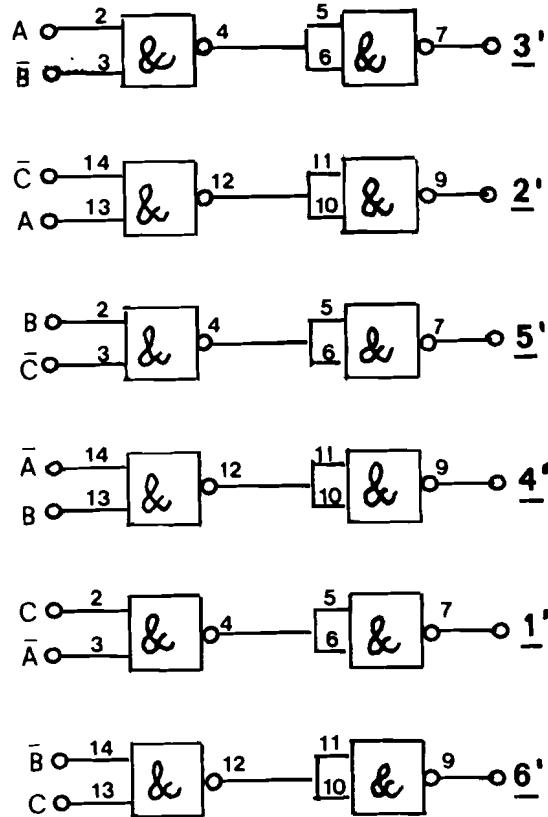 A 2 4 5 7 3'
B̅ 3 & 6 &
C̅ 14 12 11 9 2'
A 13 & 10 &
B 2 4 5 7 5'
C̅ 3 & 6 &
A̅ 14 12 11 9 4'
B 13 & 10 &
C 2 4 5 7 1'
A̅ 3 & 6 &
B̅ 14 12 11 9 6'
C 13 & 10 &